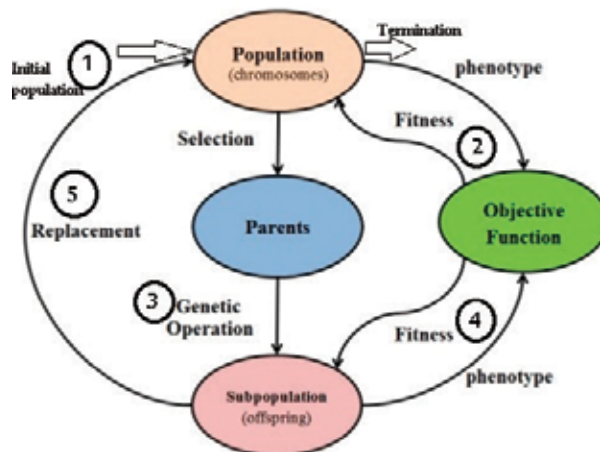 Termination
1
Population
(chromosomes)
Initial
population
phenotype
Selection
Fitness
2
5
Replacement
Parents
Objective
Function
3
Genetic
Operation
4
Fitness
phenotype
Subpopulation
(offspring)